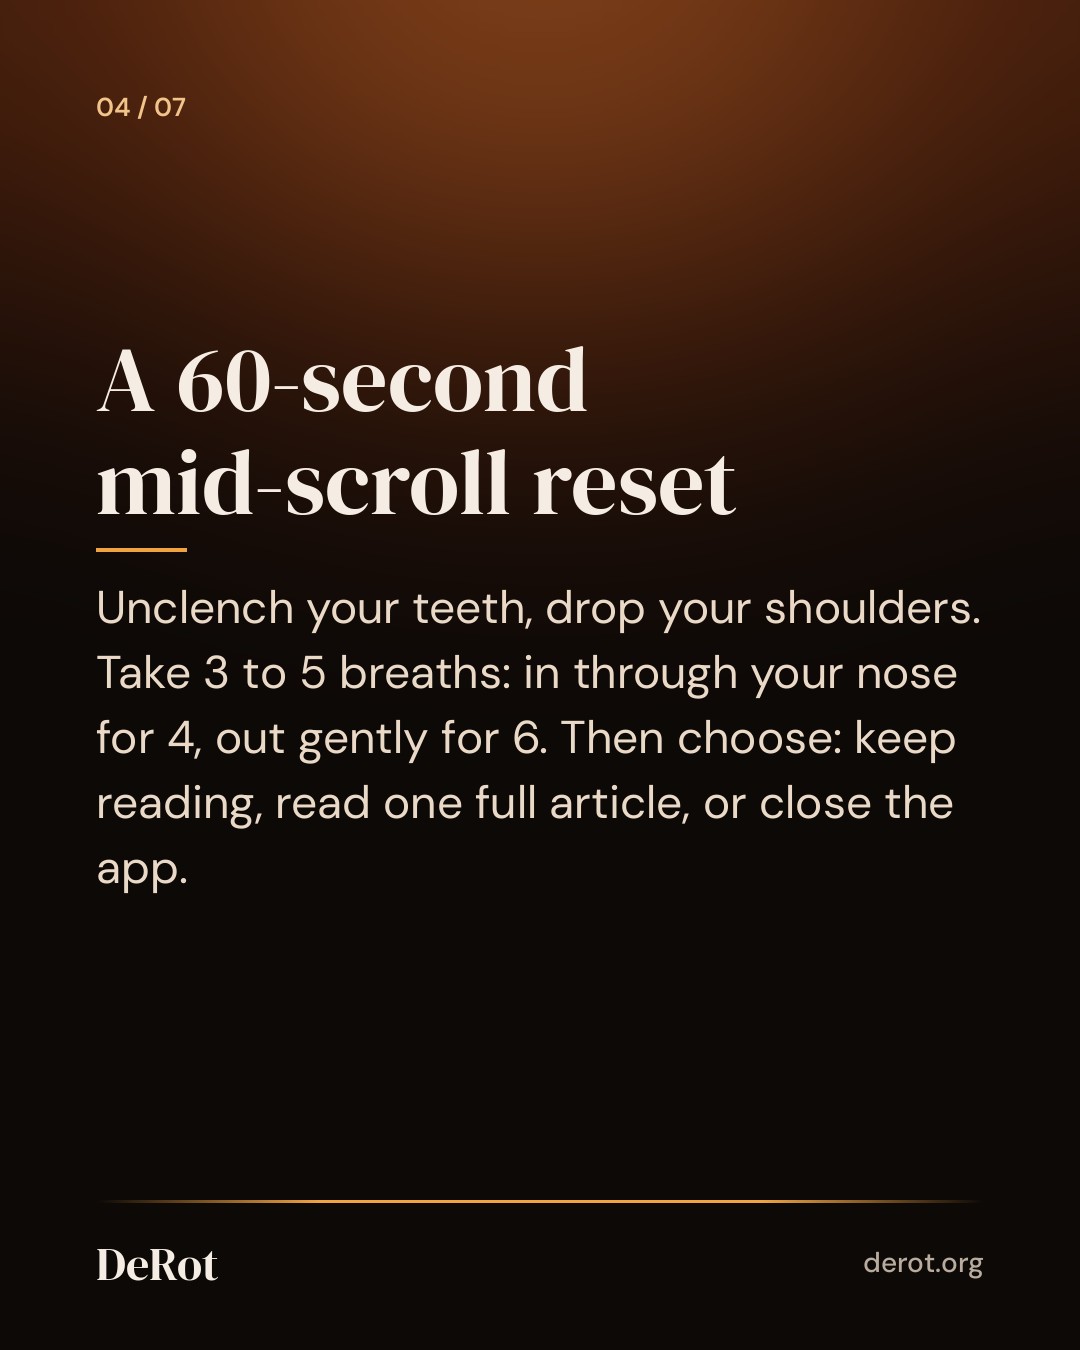 04 / 07
A 60-second
mid-scroll reset
Unclench your teeth, drop your shoulders.
Take 3 to 5 breaths: in through your nose
for 4, out gently for 6. Then choose: keep
reading, read one full article, or close the
app.
DeRot
derot.org